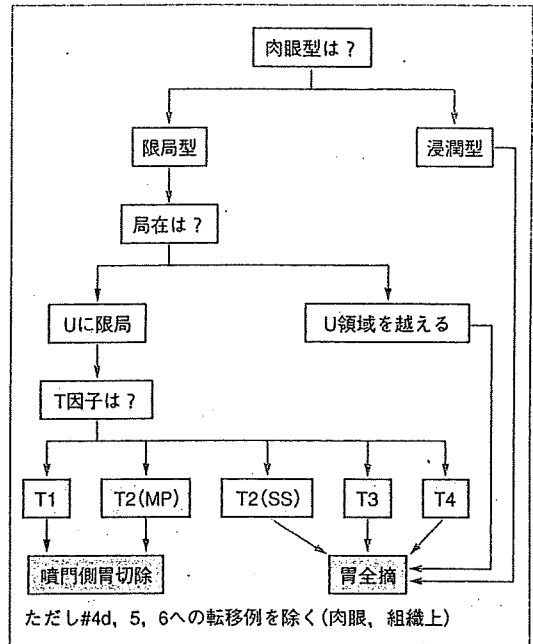 肉眼型は？
限局型
浸潤型
局在は？
Uに限局
U領域を越える
T因子は？
T1
T2(MP)
T2(SS)
T3
T4
噴門側胃切除
胃全摘
ただし#4d，5，6への転移例を除く(肉眼，組織上)